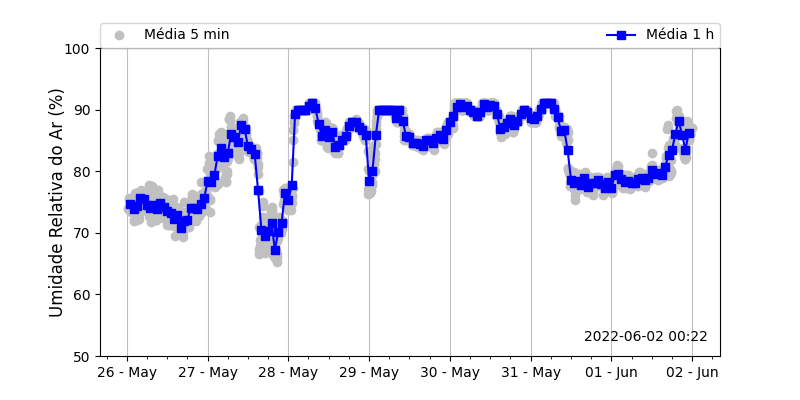 Média 5 min
Média 1 h
Umidade Relativa do Ar (%)
100
90
80
70
60
50
2022-06-02 00:22
26 - May
27 - May
28 - May
29 - May
30 - May
31 - May
01 - Jun
02 - Jun